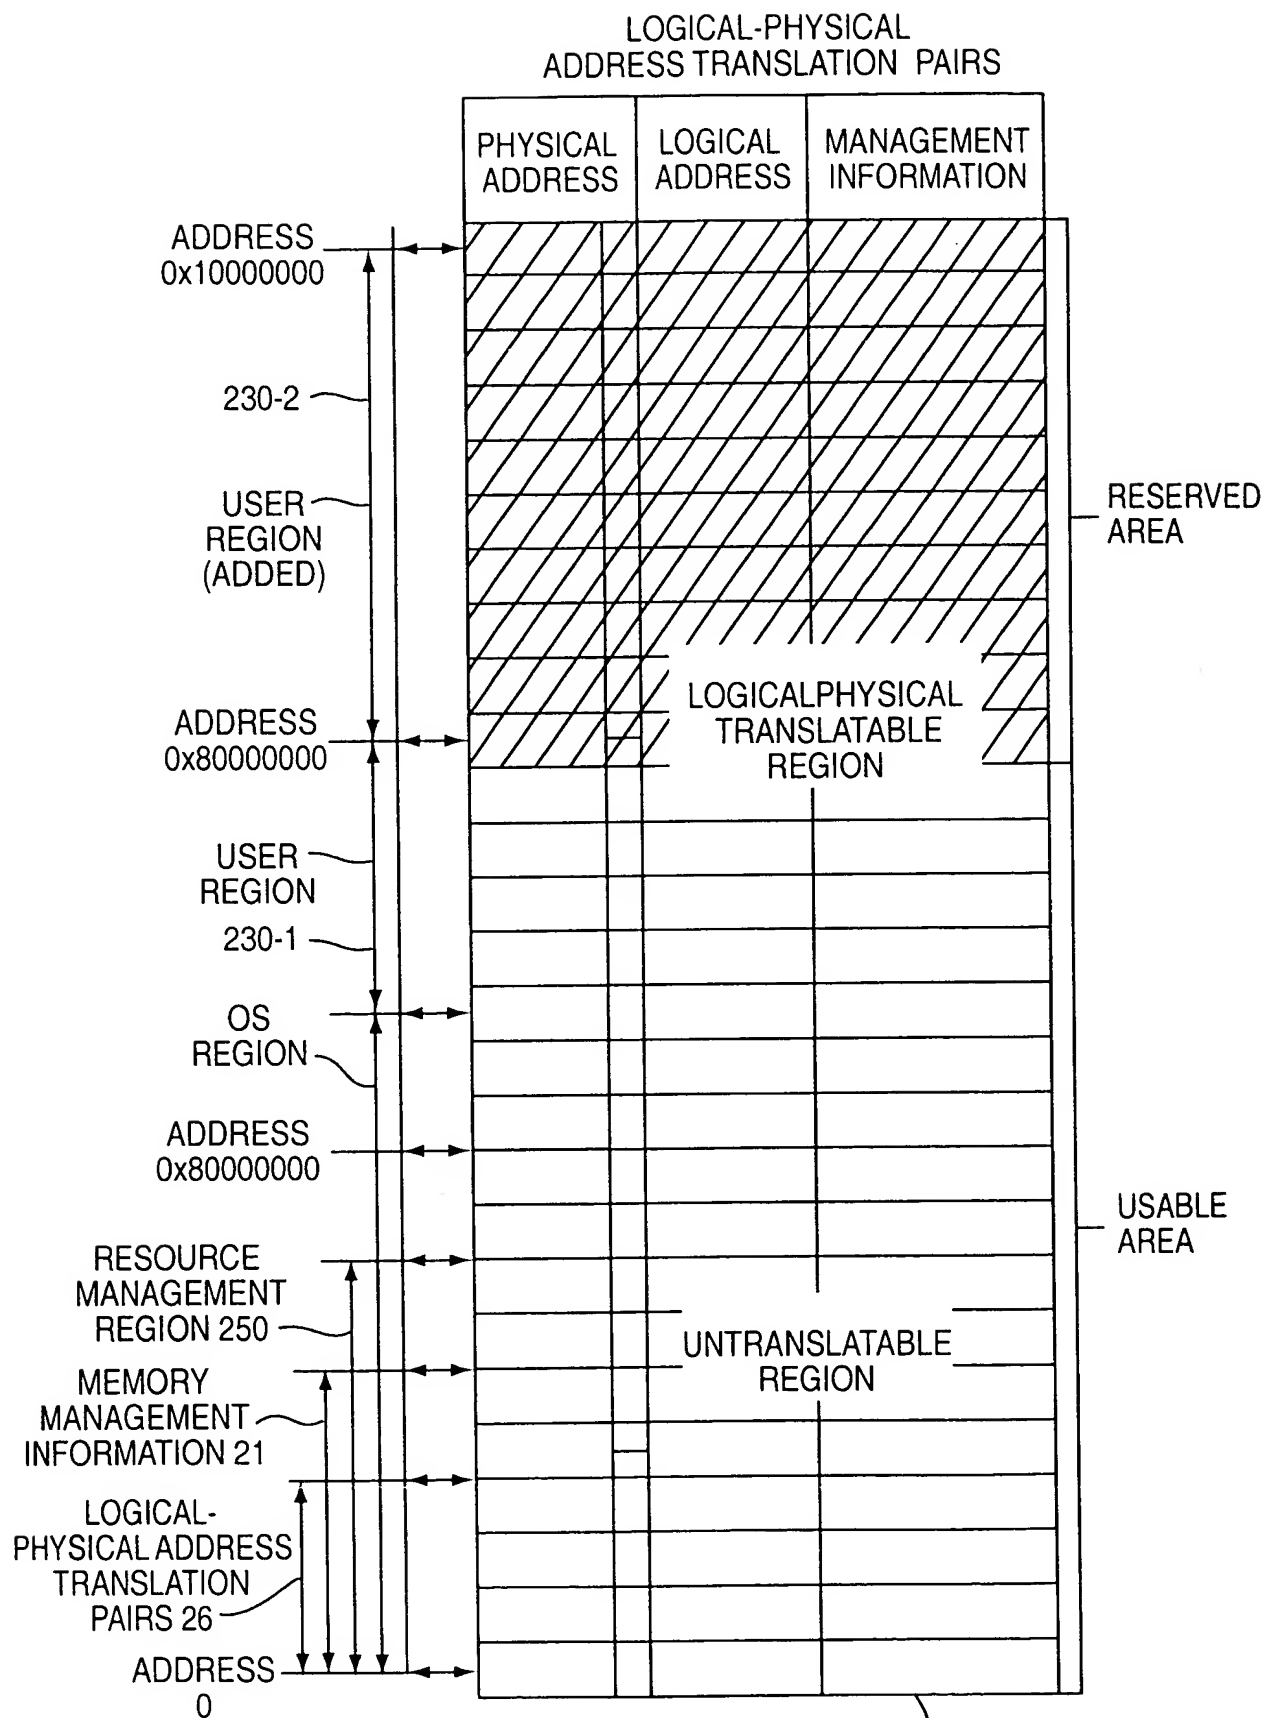 LOGICAL-PHYSICAL
ADDRESS TRANSLATION PAIRS
PHYSICAL
ADDRESS
LOGICAL
ADDRESS
MANAGEMENT
INFORMATION
ADDRESS
0x10000000
230-2
USER
REGION
(ADDED)
RESERVED
AREA
ADDRESS
0x80000000
LOGICALPHYSICAL
TRANSLATABLE
REGION
USER
REGION
230-1
OS
REGION
ADDRESS
0x80000000
USABLE
AREA
RESOURCE
MANAGEMENT
REGION 250
UNTRANSLATABLE
REGION
MEMORY
MANAGEMENT
INFORMATION 21
LOGICAL-
PHYSICAL ADDRESS
TRANSLATION
PAIRS 26
ADDRESS
0